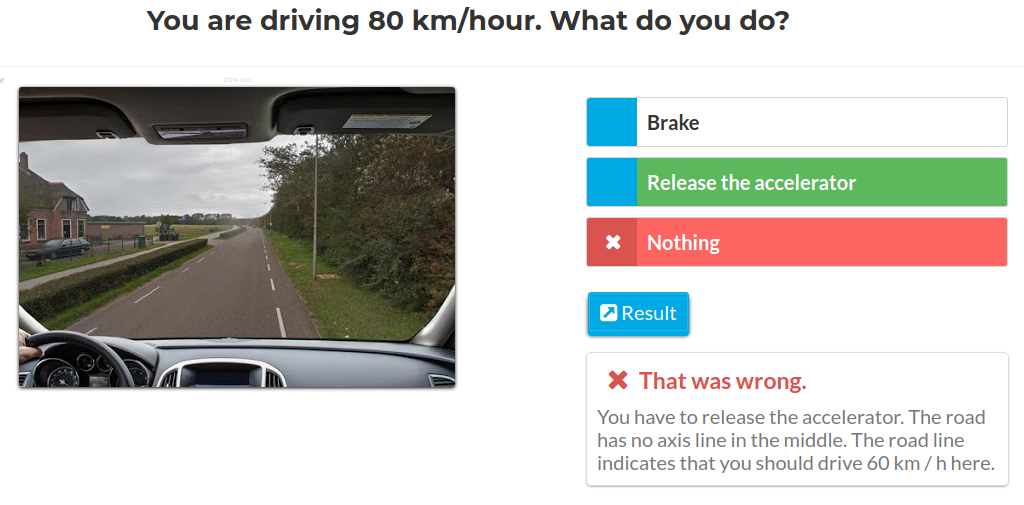 You are driving 80 km/hour. What do you do?
Brake
Release the accelerator
Nothing
Result
That was wrong.
You have to release the accelerator. The road
has no axis line in the middle. The road line
indicates that you should drive 60 km / h here.